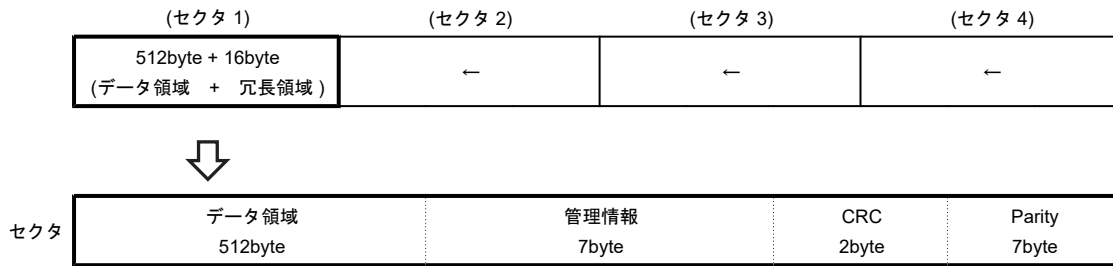 (セクタ 1) (セクタ 2) (セクタ 3) (セクタ 4)
512byte + 16byte
(データ領域 + 冗長領域 )
← ← ←
セクタ
データ領域 管理情報 CRC Parity
512byte 7byte 2byte 7byte